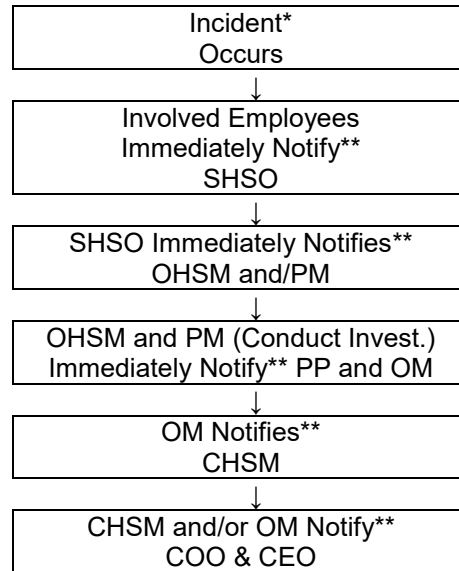 Incident*
Occurs
↓
Involved Employees
Immediately Notify**
SHSO
↓
SHSO Immediately Notifies**
OHSM and/PM
↓
OHSM and PM (Conduct Invest.)
Immediately Notify** PP and OM
↓
OM Notifies**
CHSM
↓
CHSM and/or OM Notify**
COO & CEO